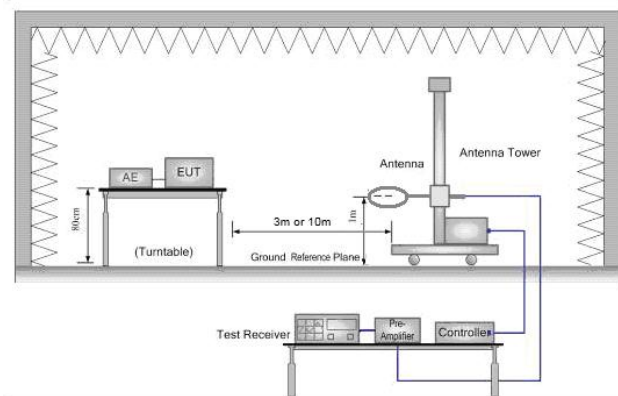 Antenna Tower
Antenna
AE
EUT
80cm
3m or 10m
1m
(Turntable)
Ground Reference Plane
Test Receiver
Pre-
Amplifier
Controller